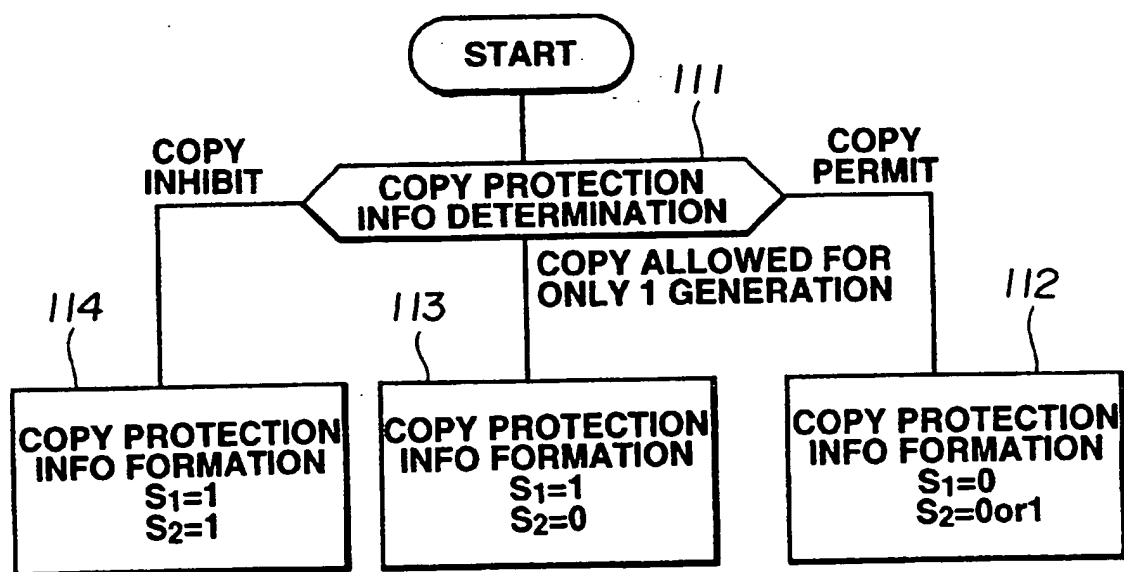 START
111
COPY
INHIBIT
COPY PROTECTION
INFO DETERMINATION
COPY
PERMIT
COPY ALLOWED FOR
ONLY 1 GENERATION
114
COPY PROTECTION
INFO FORMATION
S1=1
S2=1
113
COPY PROTECTION
INFO FORMATION
S1=1
S2=0
112
COPY PROTECTION
INFO FORMATION
S1=0
S2=0or1